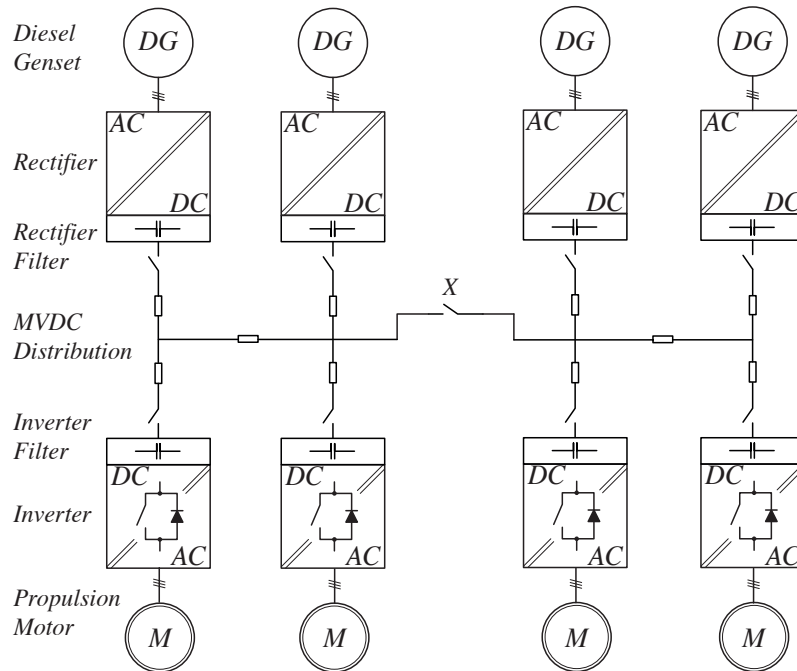 Diesel
Genset
DG DG DG DG
AC AC AC AC
Rectifier
DC DC DC DC
Rectifier
Filter
X
MVDC
Distribution
Inverter
Filter
DC DC DC DC
Inverter
AC AC AC AC
Propulsion
Motor
M M M M